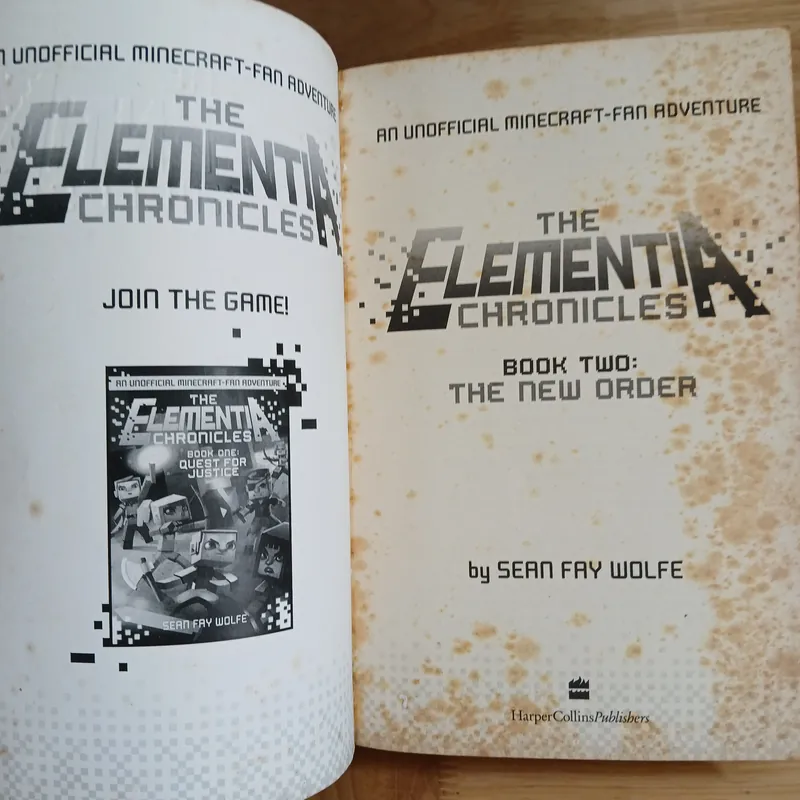 AN UNOFFICIAL MINECRAFT-FAN ADVENTURE
THE
ELEMENTIA
CHRONICLES
JOIN THE GAME!
AN UNOFFICIAL MINECRAFT-FAN ADVENTURE
THE
ELEMENTIA
CHRONICLES
BOOK ONE:
QUEST FOR
JUSTICE
SEAN FAY WOLFE
AN UNOFFICIAL MINECRAFT-FAN ADVENTURE
THE
ELEMENTIA
CHRONICLES
BOOK TWO:
THE NEW ORDER
by SEAN FAY WOLFE
HarperCollinsPublishers